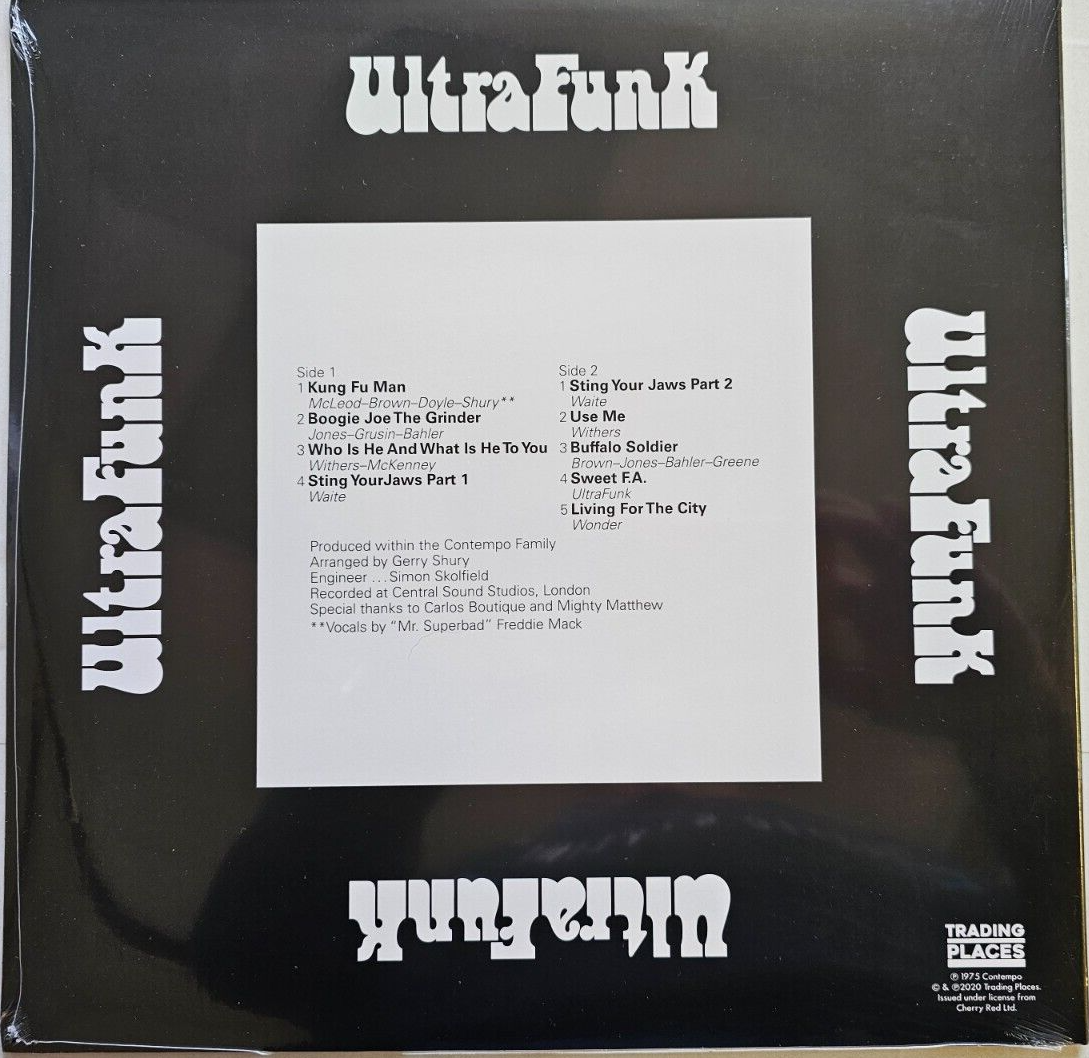 UltraFunK
UltraFunK
UltraFunK
Side 1
1 Kung Fu Man
McLeod–Brown–Doyle–Shury**
2 Boogie Joe The Grinder
Jones–Grusin–Bahler
3 Who Is He And What Is He To You
Withers–McKenney
4 Sting Your Jaws Part 1
Waite
Side 2
1 Sting Your Jaws Part 2
Waite
2 Use Me
Withers
3 Buffalo Soldier
Brown–Jones–Bahler–Greene
4 Sweet F.A.
UltraFunk
5 Living For The City
Wonder
Produced within the Contempo Family
Arranged by Gerry Shury
Engineer ... Simon Skolfield
Recorded at Central Sound Studios, London
Special thanks to Carlos Boutique and Mighty Matthew
**Vocals by "Mr. Superbad" Freddie Mack
UltraFunK
TRADING
PLACES
℗ 1975 Contempo
© & ℗2020 Trading Places.
Issued under license from
Cherry Red Ltd.